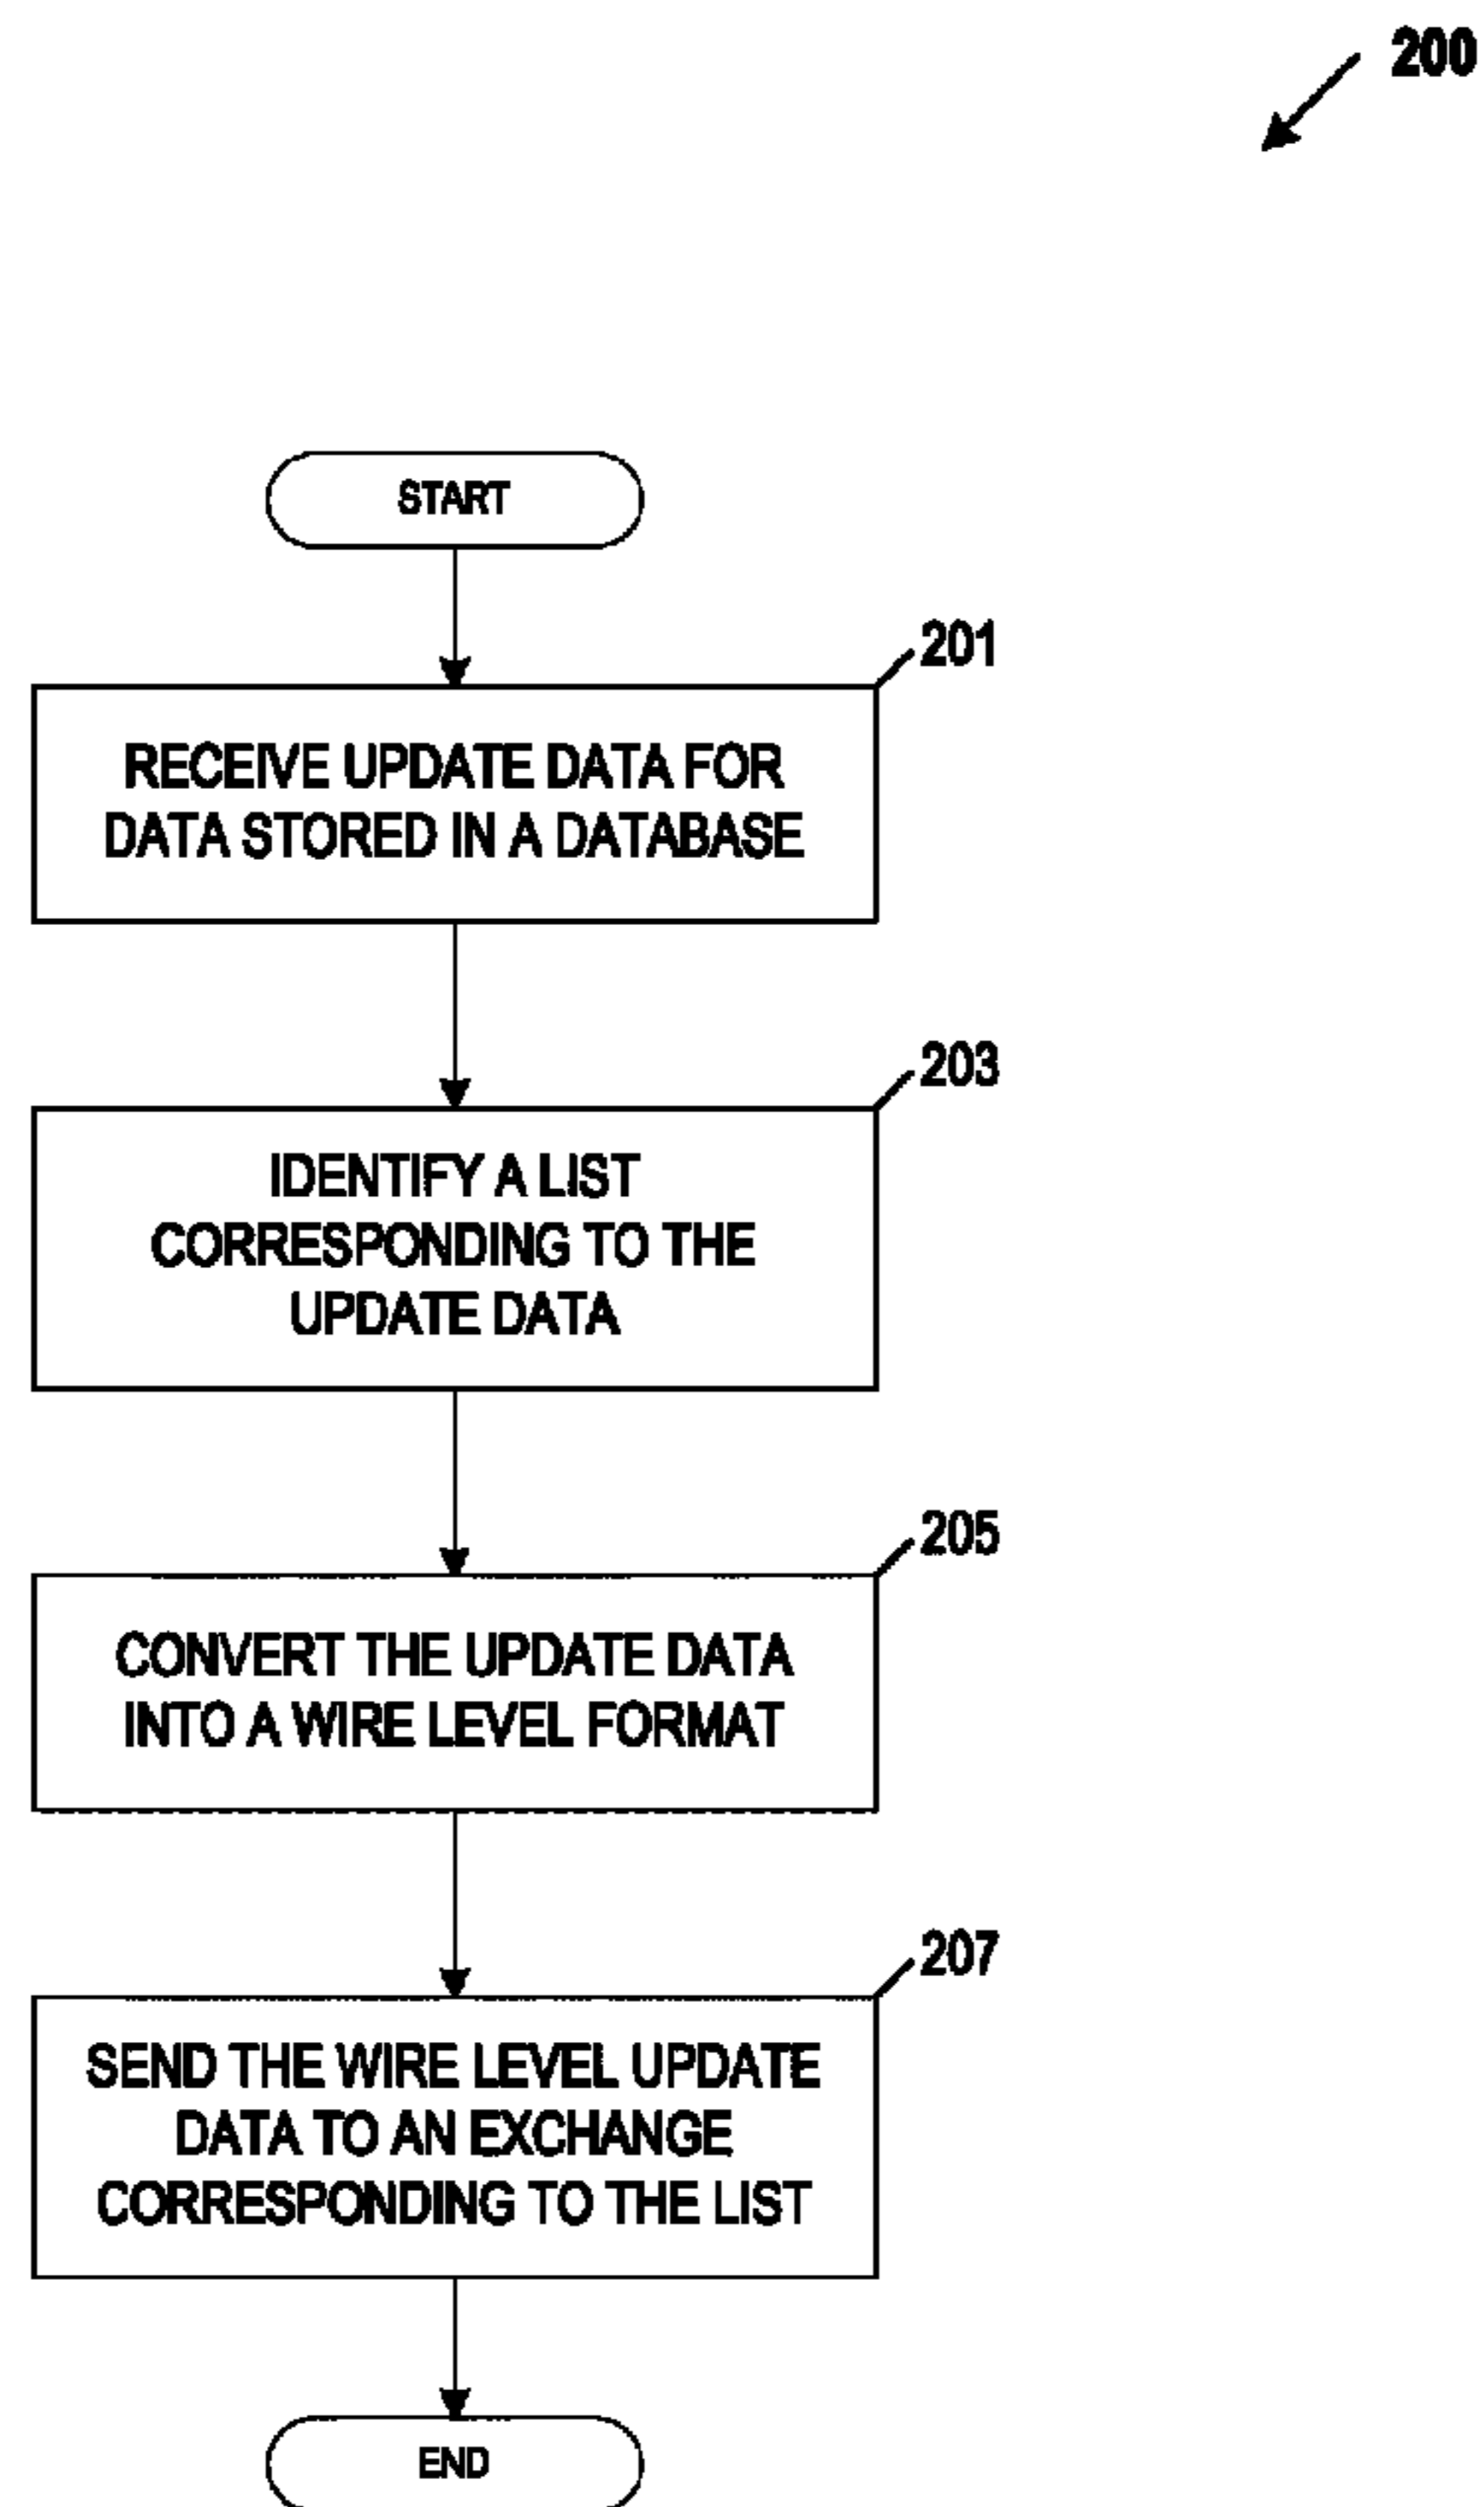 200
START
201
RECEIVE UPDATE DATA FOR
DATA STORED IN A DATABASE
203
IDENTIFY A LIST
CORRESPONDING TO THE
UPDATE DATA
205
CONVERT THE UPDATE DATA
INTO A WIRE LEVEL FORMAT
207
SEND THE WIRE LEVEL UPDATE
DATA TO AN EXCHANGE
CORRESPONDING TO THE LIST
END